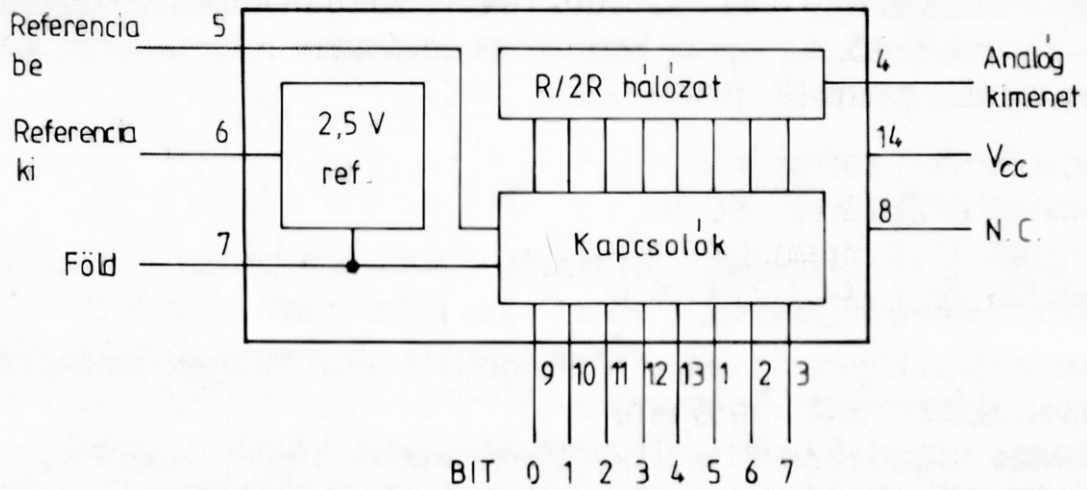 Referencia
be
5
R/2R hálózat
4
Analóg
kimenet
Referencia
ki
6
2,5 V
ref.
14
VCC
8
N.C.
Föld
7
Kapcsolók
9 10 11 12 13 1 2 3
BIT 0 1 2 3 4 5 6 7